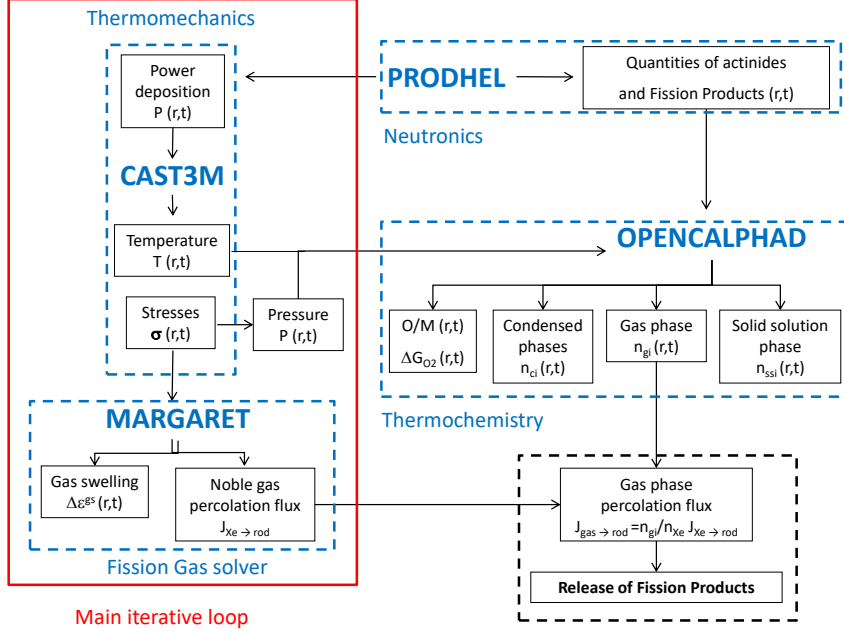 Thermomechanics
Power
deposition
P (r,t)
CAST3M
Temperature
T (r,t)
Stresses
σ (r,t)
Pressure
P (r,t)
MARGARET
Gas swelling
Δε^gs (r,t)
Noble gas
percolation flux
J_Xe → rod
Fission Gas solver
Main iterative loop
PRODHEL
Quantities of actinides
and Fission Products (r,t)
Neutronics
OPENCALPHAD
O/M (r,t)
ΔG_O2 (r,t)
Condensed
phases
n_ci (r,t)
Gas phase
n_gi (r,t)
Solid solution
phase
n_ssi (r,t)
Thermochemistry
Gas phase
percolation flux
J_gas → rod =n_gi/n_Xe J_Xe → rod
Release of Fission Products